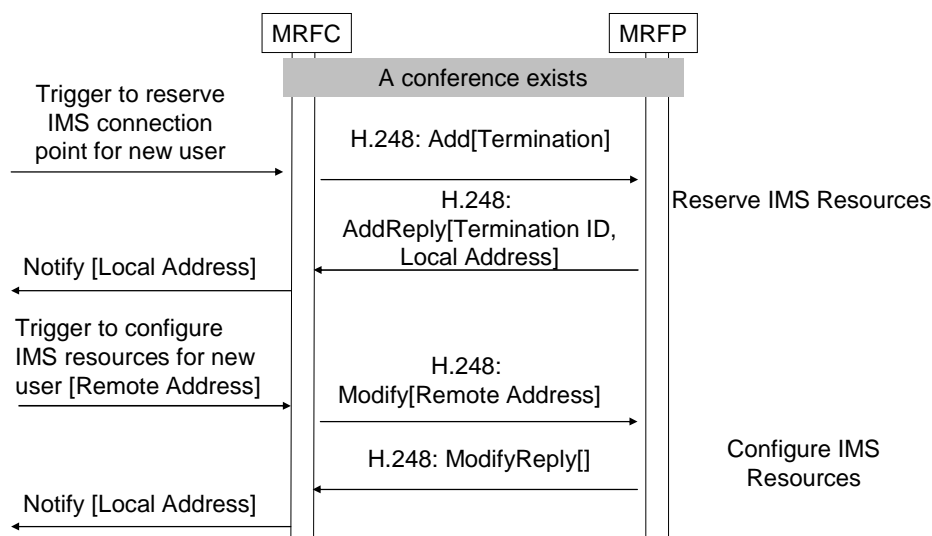 MRFC
MRFP
A conference exists
Trigger to reserve
IMS connection
point for new user
H.248: Add[Termination]
H.248:
AddReply[Termination ID,
Local Address]
Reserve IMS Resources
Notify [Local Address]
Trigger to configure
IMS resources for new
user [Remote Address]
H.248:
Modify[Remote Address]
H.248: ModifyReply[]
Configure IMS
Resources
Notify [Local Address]